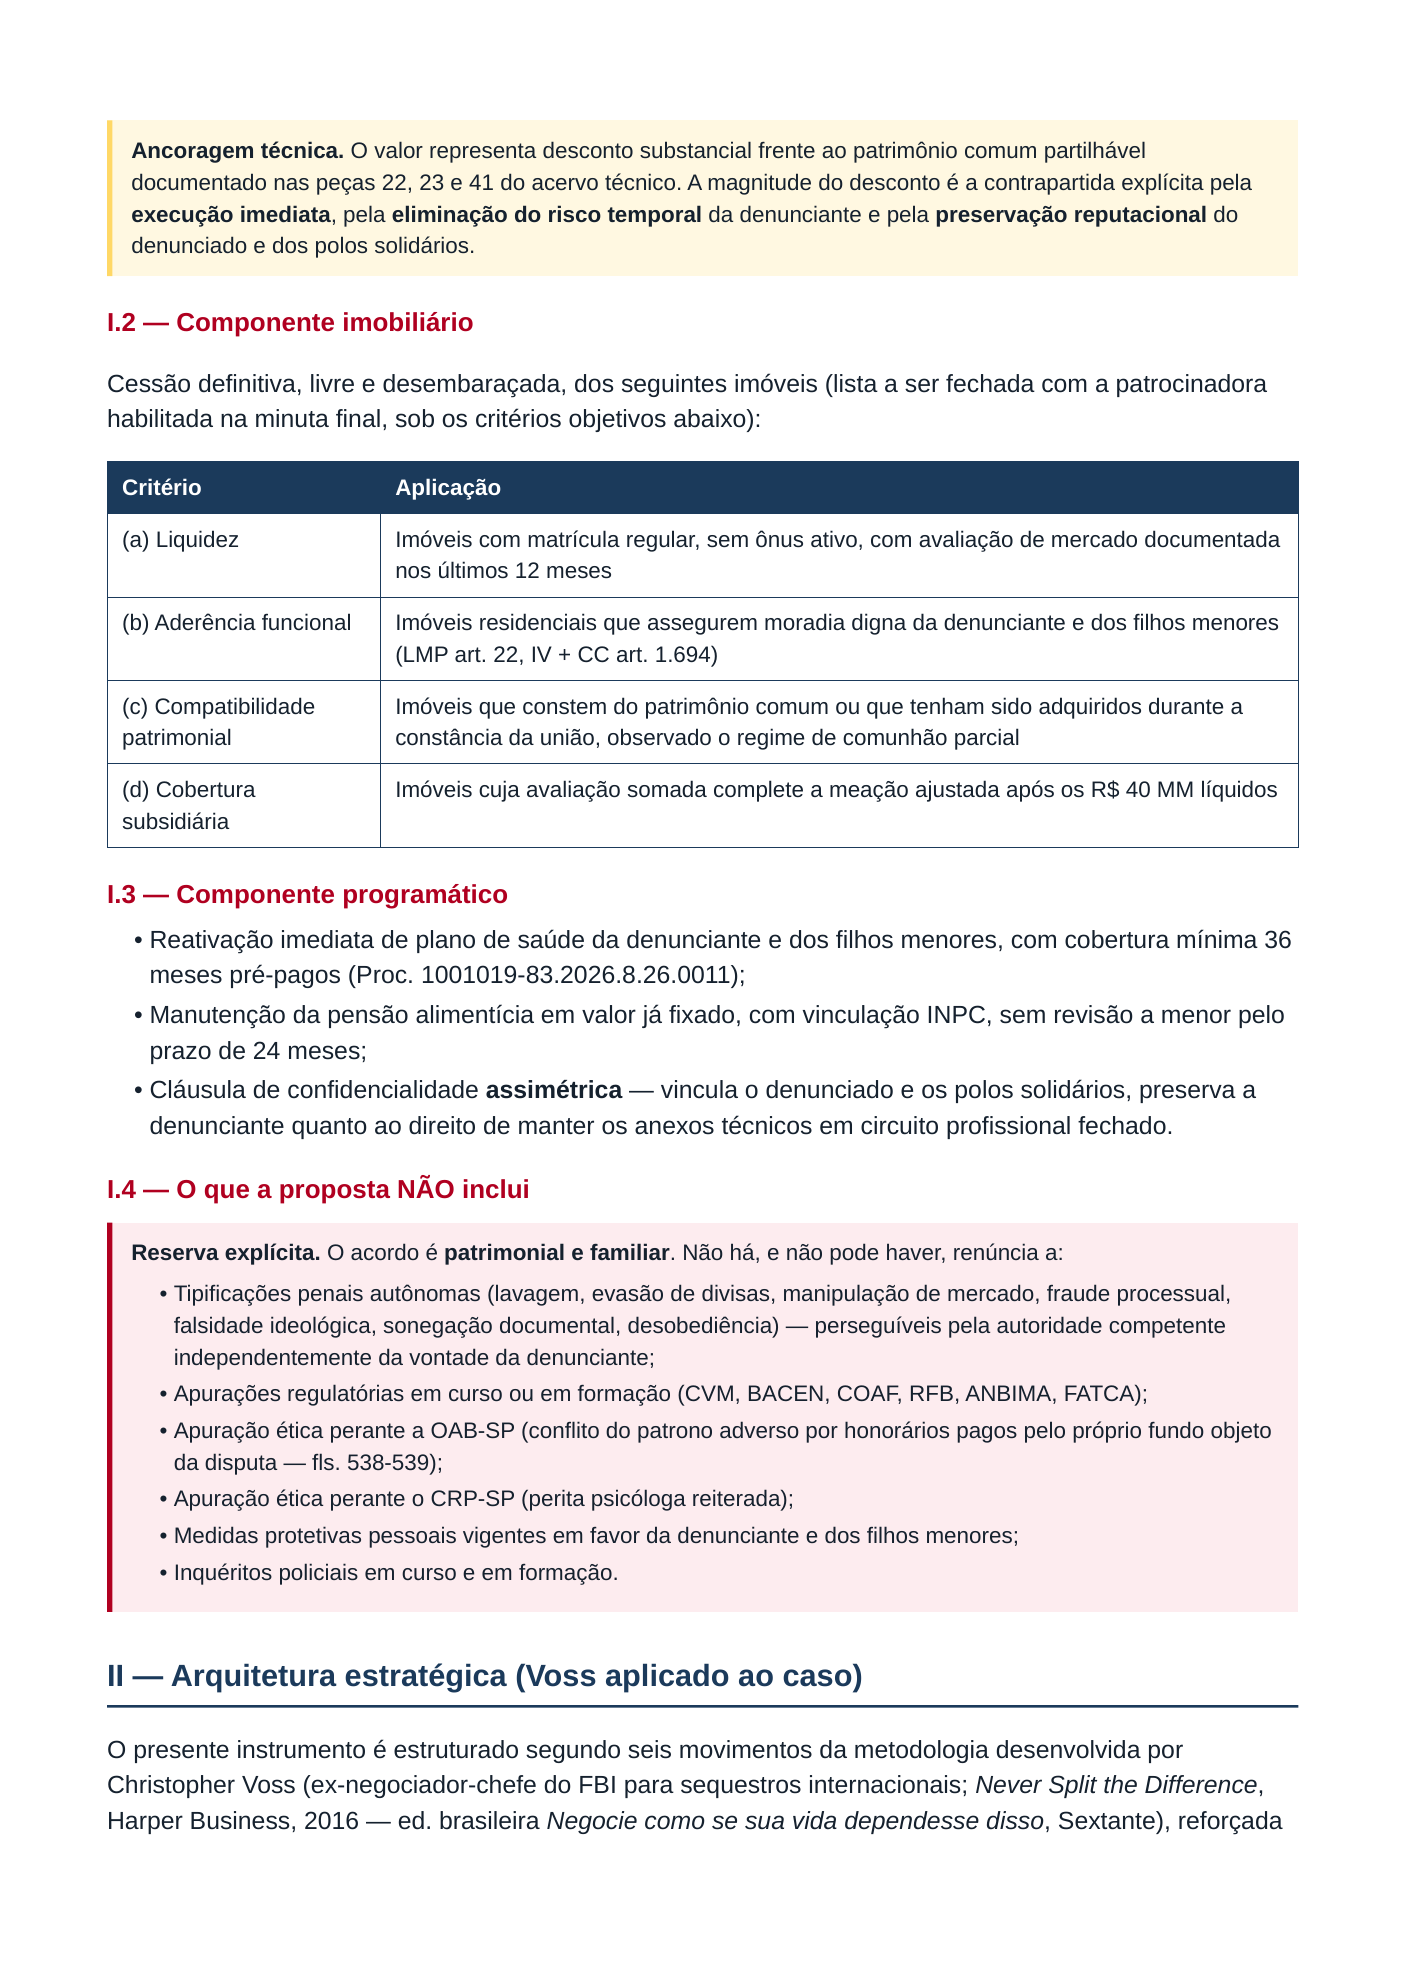 Ancoragem técnica. O valor representa desconto substancial frente ao patrimônio comum partilhável
documentado nas peças 22, 23 e 41 do acervo técnico. A magnitude do desconto é a contrapartida explícita pela
execução imediata, pela eliminação do risco temporal da denunciante e pela preservação reputacional do
denunciado e dos polos solidários.
I.2 — Componente imobiliário
Cessão definitiva, livre e desembaraçada, dos seguintes imóveis (lista a ser fechada com a patrocinadora
habilitada na minuta final, sob os critérios objetivos abaixo):
Critério Aplicação
(a) Liquidez Imóveis com matrícula regular, sem ônus ativo, com avaliação de mercado documentada
nos últimos 12 meses
(b) Aderência funcional Imóveis residenciais que assegurem moradia digna da denunciante e dos filhos menores
(LMP art. 22, IV + CC art. 1.694)
(c) Compatibilidade Imóveis que constem do patrimônio comum ou que tenham sido adquiridos durante a
patrimonial constância da união, observado o regime de comunhão parcial
(d) Cobertura Imóveis cuja avaliação somada complete a meação ajustada após os R$ 40 MM líquidos
subsidiária
I.3 — Componente programático
• Reativação imediata de plano de saúde da denunciante e dos filhos menores, com cobertura mínima 36
meses pré-pagos (Proc. 1001019-83.2026.8.26.0011);
• Manutenção da pensão alimentícia em valor já fixado, com vinculação INPC, sem revisão a menor pelo
prazo de 24 meses;
• Cláusula de confidencialidade assimétrica — vincula o denunciado e os polos solidários, preserva a
denunciante quanto ao direito de manter os anexos técnicos em circuito profissional fechado.
I.4 — O que a proposta NÃO inclui
Reserva explícita. O acordo é patrimonial e familiar. Não há, e não pode haver, renúncia a:
• Tipificações penais autônomas (lavagem, evasão de divisas, manipulação de mercado, fraude processual,
falsidade ideológica, sonegação documental, desobediência) — perseguíveis pela autoridade competente
independentemente da vontade da denunciante;
• Apurações regulatórias em curso ou em formação (CVM, BACEN, COAF, RFB, ANBIMA, FATCA);
• Apuração ética perante a OAB-SP (conflito do patrono adverso por honorários pagos pelo próprio fundo objeto
da disputa — fls. 538-539);
• Apuração ética perante o CRP-SP (perita psicóloga reiterada);
• Medidas protetivas pessoais vigentes em favor da denunciante e dos filhos menores;
• Inquéritos policiais em curso e em formação.
II — Arquitetura estratégica (Voss aplicado ao caso)
O presente instrumento é estruturado segundo seis movimentos da metodologia desenvolvida por
Christopher Voss (ex-negociador-chefe do FBI para sequestros internacionais; Never Split the Difference,
Harper Business, 2016 — ed. brasileira Negocie como se sua vida dependesse disso, Sextante), reforçada